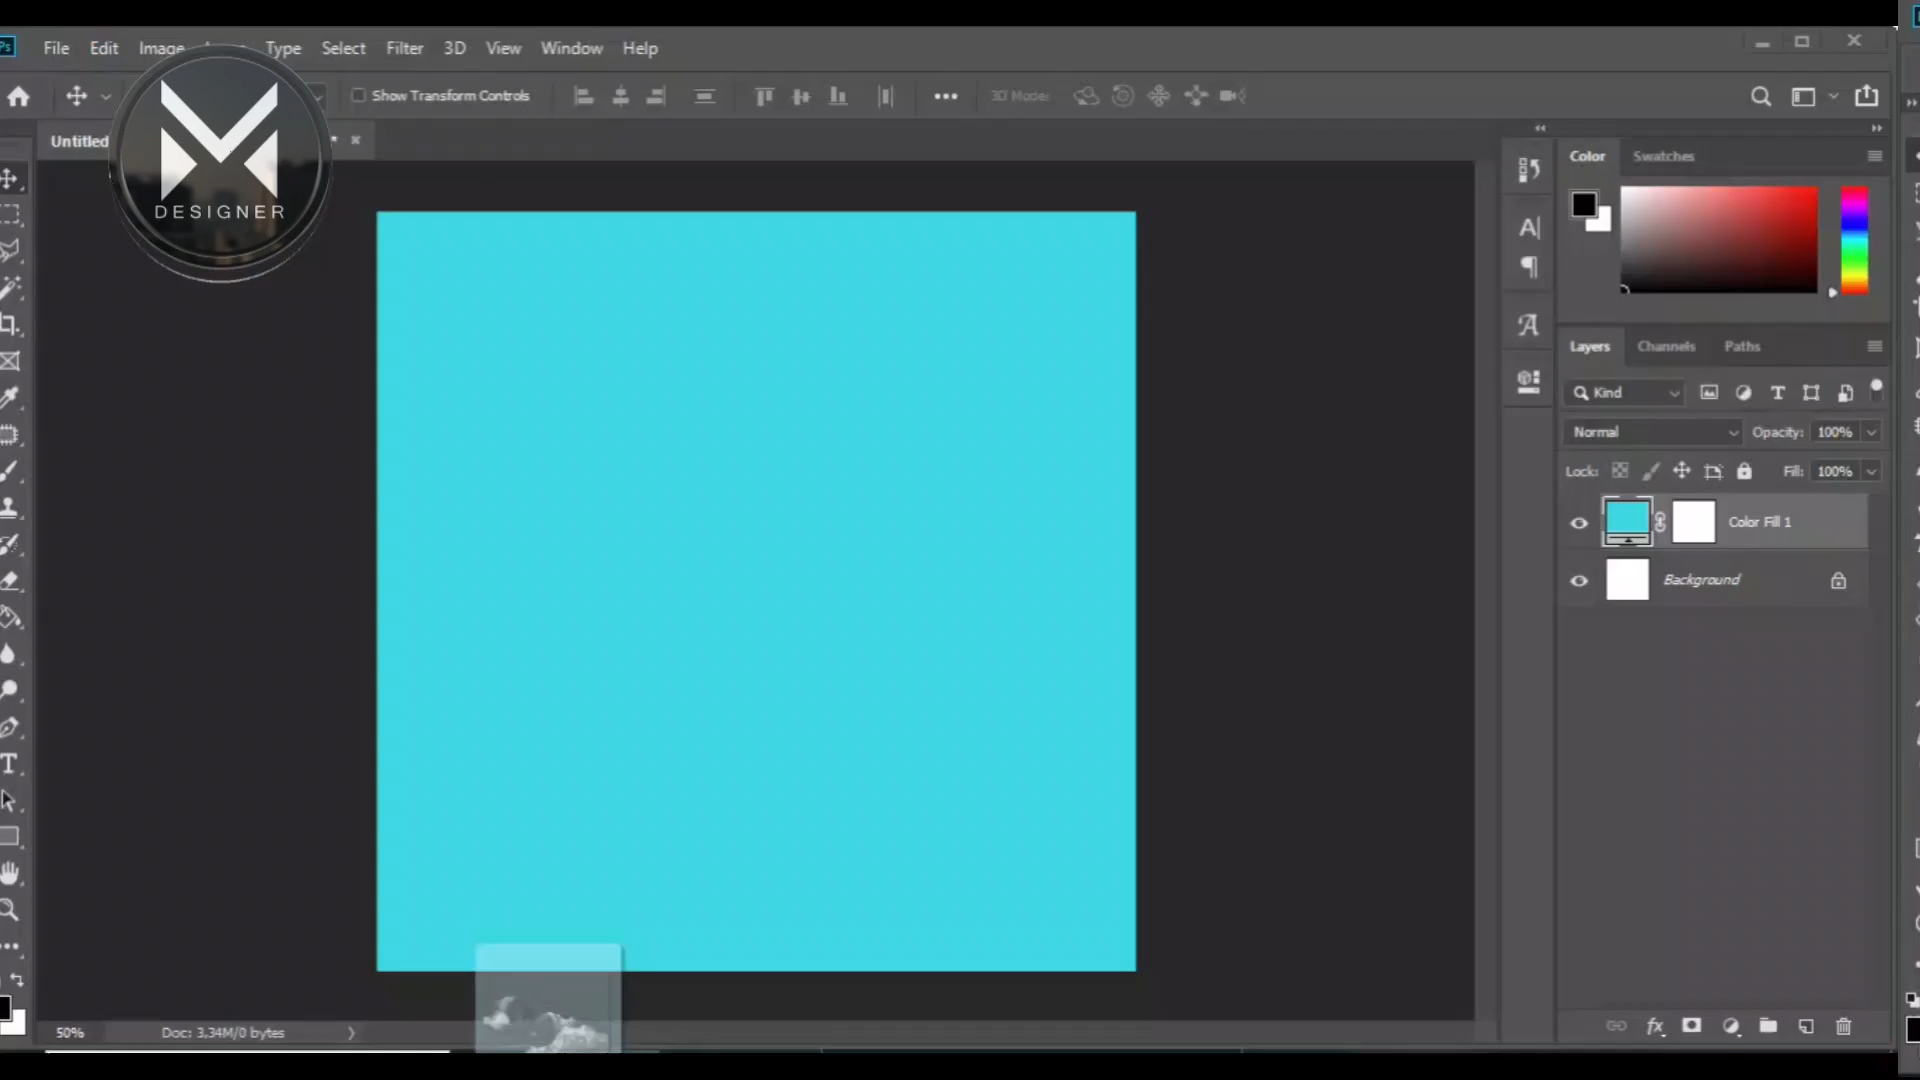 Ps
File Edit Image Type Select Filter 3D View Window Help
Show Transform Controls
3D Mode:
Untitled
DESIGNER
Color Swatches
Layers Channels Paths
Kind
Normal Opacity: 100%
Lock: Fill: 100%
Color Fill 1
Background
fx
50% Doc: 3,34M/0 bytes